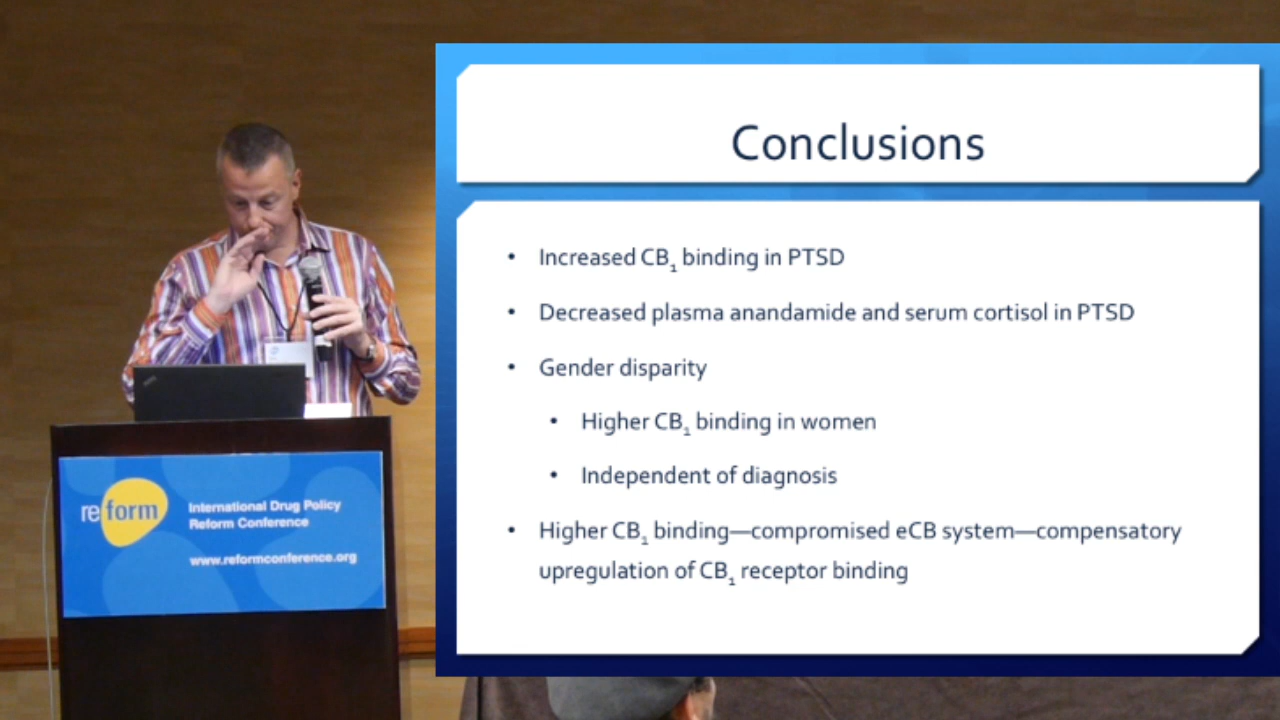 Conclusions
• Increased CB₁ binding in PTSD
• Decreased plasma anandamide and serum cortisol in PTSD
• Gender disparity
• Higher CB₁ binding in women
• Independent of diagnosis
• Higher CB₁ binding—compromised eCB system—compensatory
upregulation of CB₁ receptor binding
reform
International Drug Policy
Reform Conference
www.reformconference.org